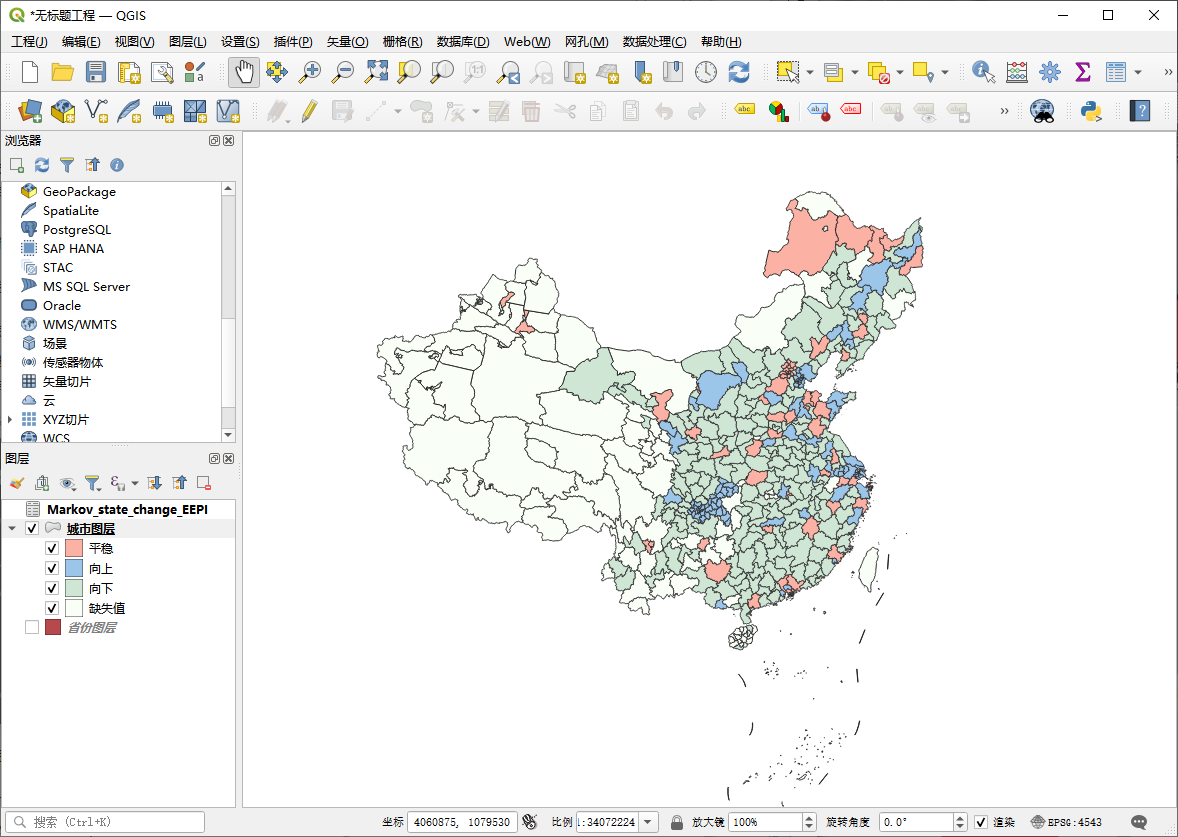 *无标题工程 — QGIS
工程(J) 编辑(E) 视图(V) 图层(L) 设置(S) 插件(P) 矢量(O) 栅格(R) 数据库(D) Web(W) 网孔(M) 数据处理(C) 帮助(H)
浏览器
GeoPackage
SpatiaLite
PostgreSQL
SAP HANA
STAC
MS SQL Server
Oracle
WMS/WMTS
场景
传感器物体
矢量切片
云
XYZ切片
WCS
图层
Markov_state_change_EEPI
城市图层
平稳
向上
向下
缺失值
省份图层
搜索 (Ctrl+K) 坐标 4060875, 1079530 比例 1:34072224 放大镜 100% 旋转角度 0.0° 渲染 EPSG:4543